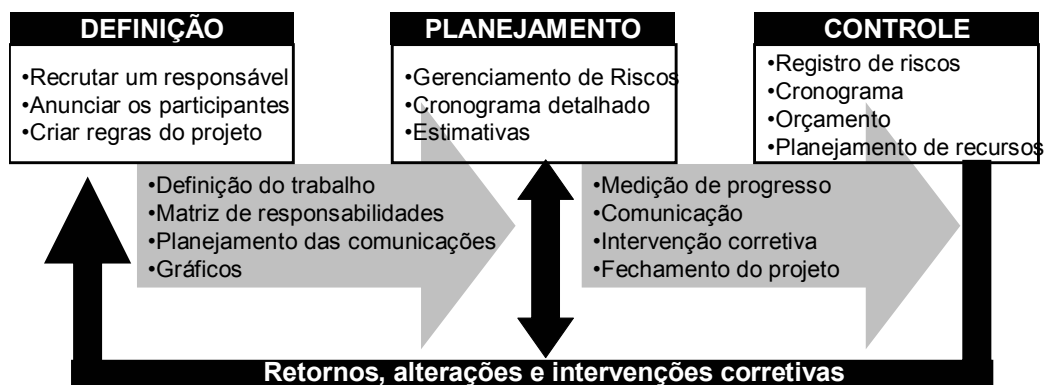 DEFINIÇÃO
•Recrutar um responsável
•Anunciar os participantes
•Criar regras do projeto
PLANEJAMENTO
•Gerenciamento de Riscos
•Cronograma detalhado
•Estimativas
CONTROLE
•Registro de riscos
•Cronograma
•Orçamento
•Planejamento de recursos
•Definição do trabalho
•Matriz de responsabilidades
•Planejamento das comunicações
•Gráficos
•Medição de progresso
•Comunicação
•Intervenção corretiva
•Fechamento do projeto
Retornos, alterações e intervenções corretivas